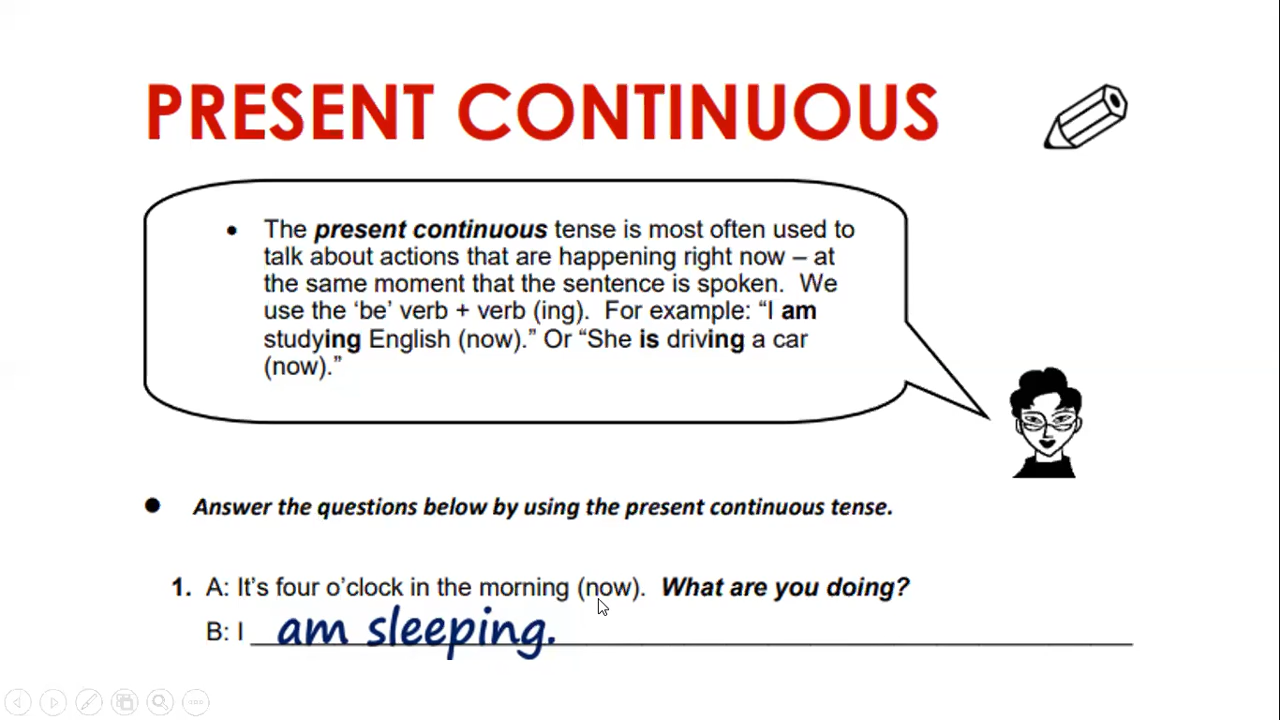 PRESENT CONTINUOUS
• The present continuous tense is most often used to
talk about actions that are happening right now – at
the same moment that the sentence is spoken.  We
use the ‘be’ verb + verb (ing).  For example: “I am
studying English (now).” Or “She is driving a car
(now).”
● Answer the questions below by using the present continuous tense.
1. A: It’s four o’clock in the morning (now).  What are you doing?
B: I am sleeping.